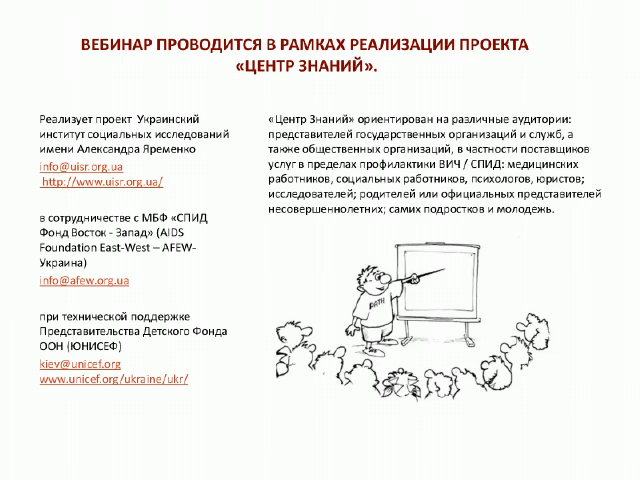 ВЕБИНАР ПРОВОДИТСЯ В РАМКАХ РЕАЛИЗАЦИИ ПРОЕКТА
«ЦЕНТР ЗНАНИЙ».
Реализует проект Украинский
институт социальных исследований
имени Александра Яременко
info@uisr.org.ua
http://www.uisr.org.ua/
в сотрудничестве с МБФ «СПИД
Фонд Восток - Запад» (AIDS
Foundation East-West – AFEW-
Украина)
info@afew.org.ua
при технической поддержке
Представительства Детского Фонда
ООН (ЮНИСЕФ)
kiev@unicef.org
www.unicef.org/ukraine/ukr/
«Центр Знаний» ориентирован на различные аудитории:
представителей государственных организаций и служб, а
также общественных организаций, в частности поставщиков
услуг в пределах профилактики ВИЧ / СПИД: медицинских
работников, социальных работников, психологов, юристов;
исследователей; родителей или официальных представителей
несовершеннолетних; самих подростков и молодежь.